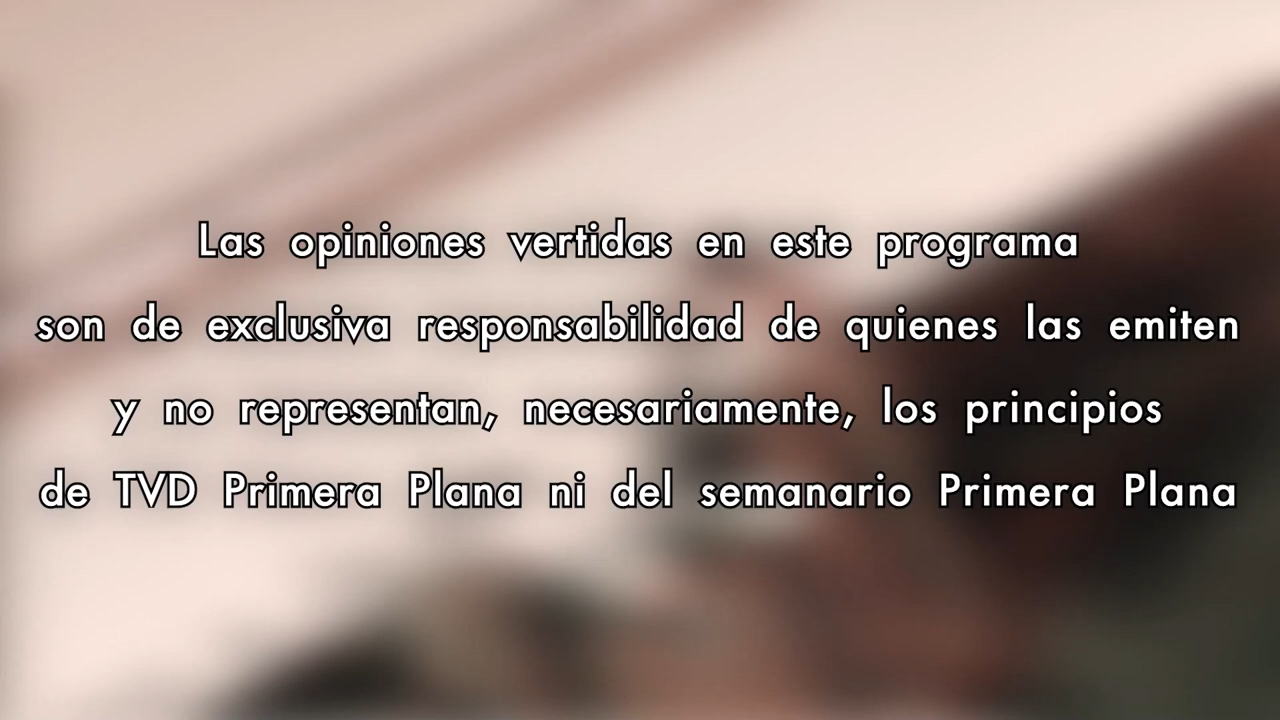 Las opiniones vertidas en este programa
son de exclusiva responsabilidad de quienes las emiten
y no representan, necesariamente, los principios
de TVD Primera Plana ni del semanario Primera Plana